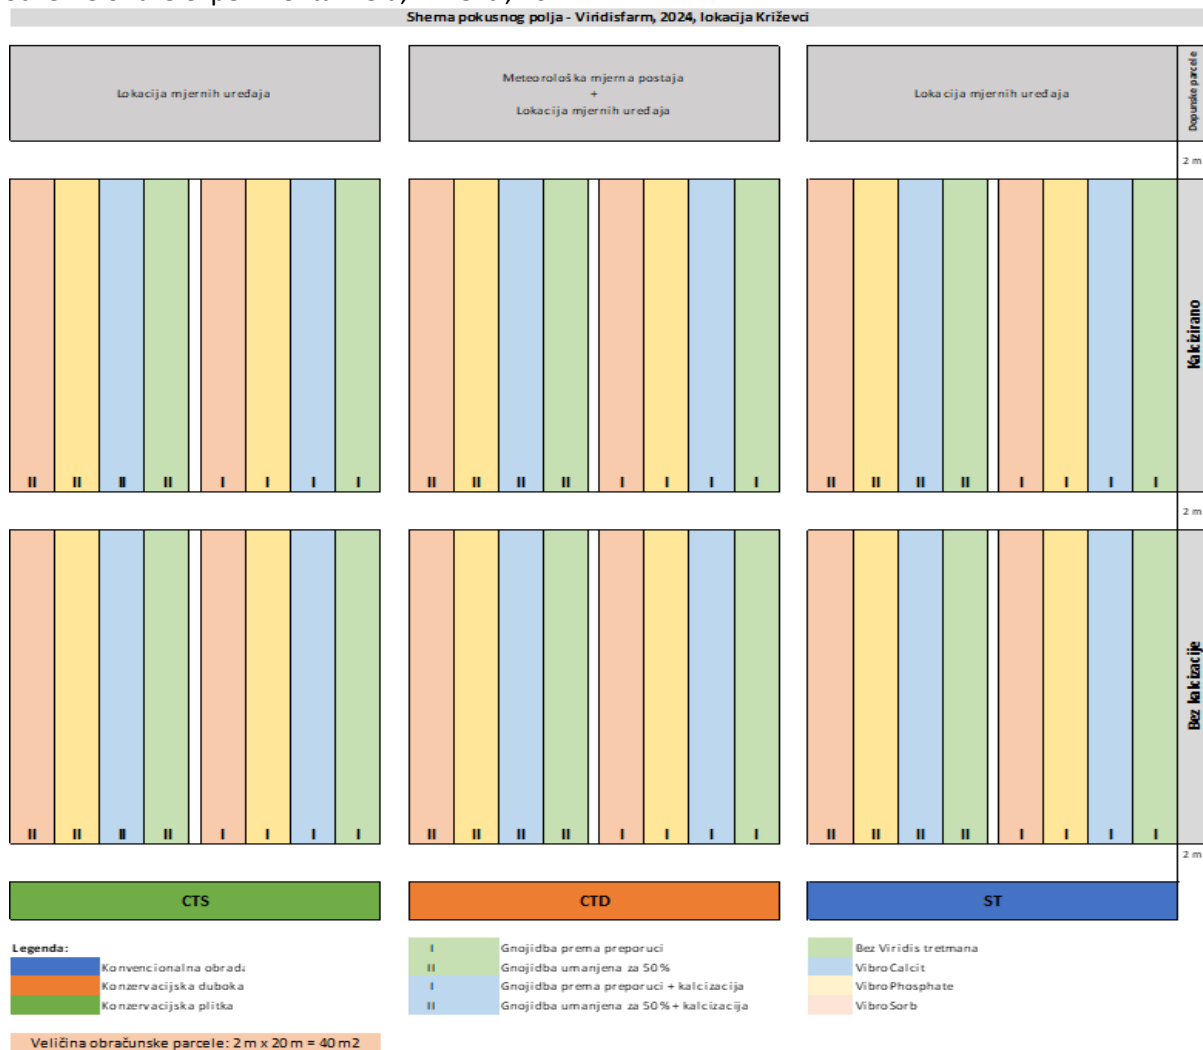 Shema pokusnog polja - Viridisfarm, 2024, lokacija Križevci
Lokacija mjernih uređaja
Meteorološka mjerna postaja
+
Lokacija mjernih uređaja
Lokacija mjernih uređaja
Dopunske parcele
2 m
Kalcizirano
II II II II I I I I
II II II II I I I I
II II II II I I I I
2 m
Bez kalcizacije
II II II II I I I I
II II II II I I I I
II II II II I I I I
2 m
CTS
CTD
ST
Legenda:
Konvencionalna obrada
Konzervacijska duboka
Konzervacijska plitka
I Gnojidba prema preporuci
II Gnojidba umanjena za 50%
I Gnojidba prema preporuci + kalcizacija
II Gnojidba umanjena za 50% + kalcizacija
Bez Viridis tretmana
VibroCalcit
VibroPhosphate
VibroSorb
Veličina obračunske parcele: 2 m x 20 m = 40 m2